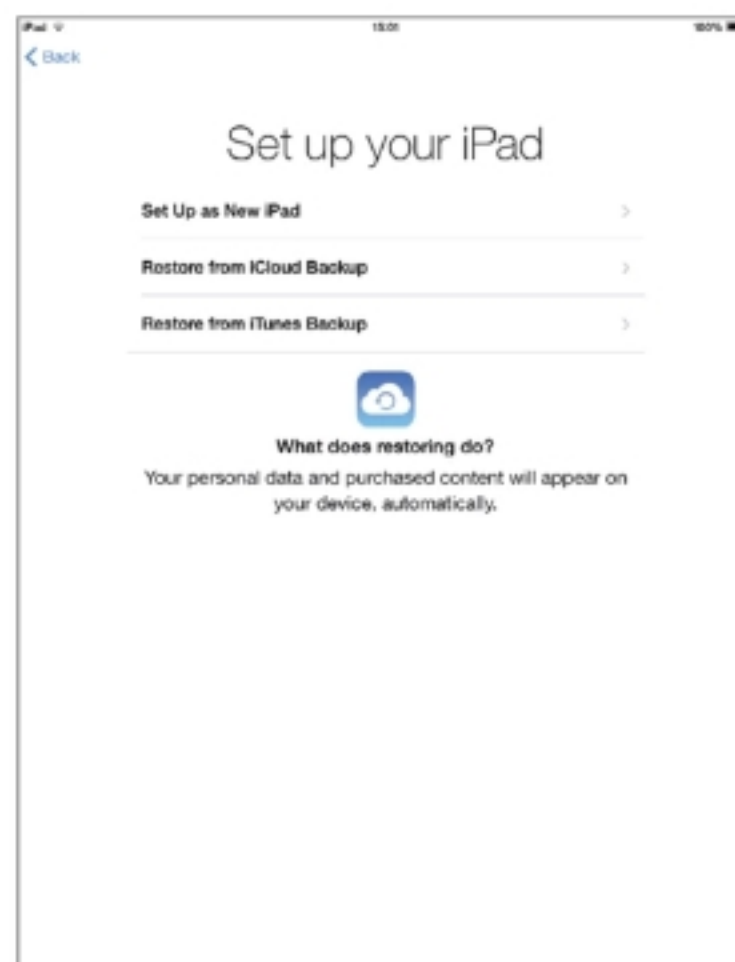 iPad 15:01 100%
Back
Set up your iPad
Set Up as New iPad
Restore from iCloud Backup
Restore from iTunes Backup
What does restoring do?
Your personal data and purchased content will appear on
your device, automatically.